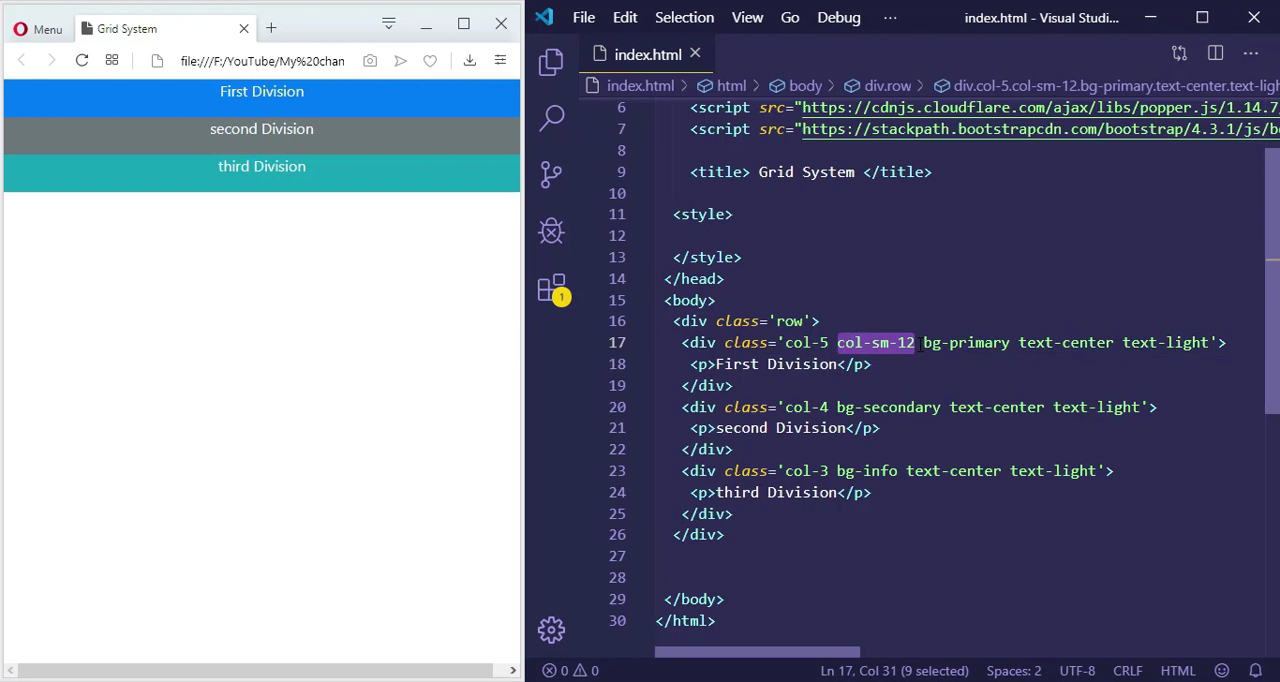 Menu
Grid System
file:///F:/YouTube/My%20chan
First Division
second Division
third Division
File Edit Selection View Go Debug ··· index.html - Visual Studi...
index.html
index.html > html > body > div.row > div.col-5.col-sm-12.bg-primary.text-center.text-light
6 <script src="https://cdnjs.cloudflare.com/ajax/libs/popper.js/1.14.7/
7 <script src="https://stackpath.bootstrapcdn.com/bootstrap/4.3.1/js/bo
8
9 <title> Grid System </title>
10
11 <style>
12
13 </style>
14 </head>
15 <body>
16 <div class='row'>
17 <div class='col-5 col-sm-12 bg-primary text-center text-light'>
18 <p>First Division</p>
19 </div>
20 <div class='col-4 bg-secondary text-center text-light'>
21 <p>second Division</p>
22 </div>
23 <div class='col-3 bg-info text-center text-light'>
24 <p>third Division</p>
25 </div>
26 </div>
27
28
29 </body>
30 </html>
1
0 0 Ln 17, Col 31 (9 selected) Spaces: 2 UTF-8 CRLF HTML